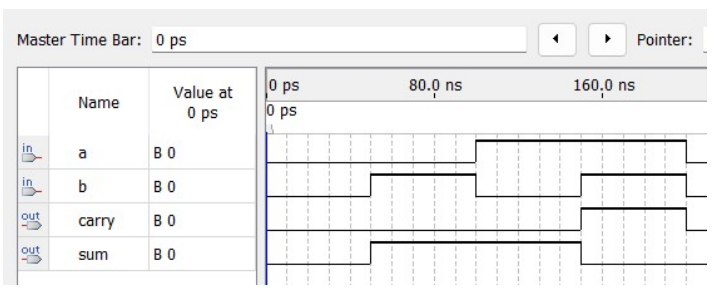 Master Time Bar: 0 ps Pointer:
Name Value at 0 ps 0 ps 80.0 ns 160.0 ns
0 ps
in a B 0
in b B 0
out carry B 0
out sum B 0